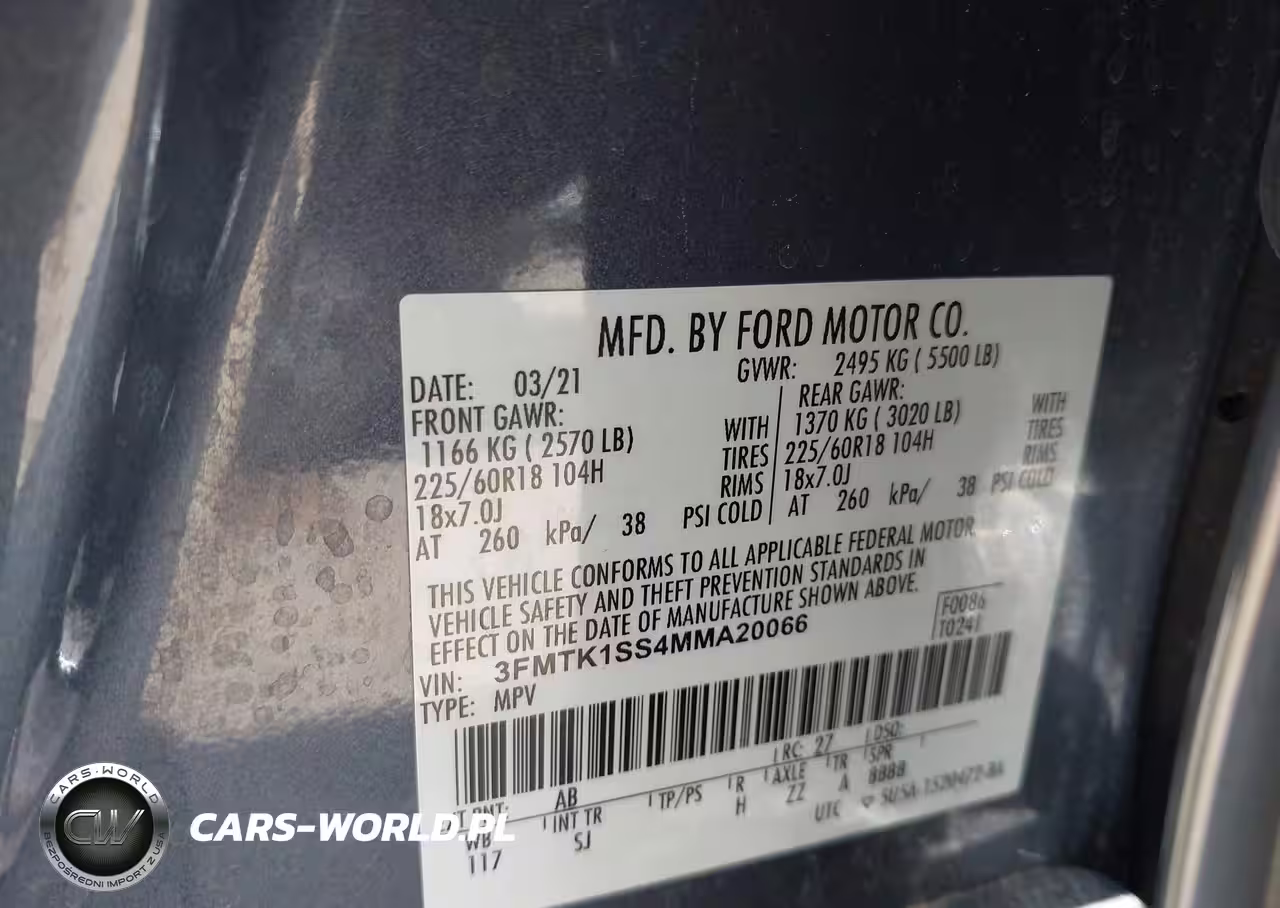 MFD. BY FORD MOTOR CO.
DATE: 03/21
GVWR: 2495 KG ( 5500 LB)
FRONT GAWR:
1166 KG ( 2570 LB) WITH
225/60R18 104H TIRES
18x7.0J RIMS
AT 260 kPa/ 38 PSI COLD
REAR GAWR:
1370 KG ( 3020 LB) WITH
225/60R18 104H TIRES
18x7.0J RIMS
AT 260 kPa/ 38 PSI COLD
THIS VEHICLE CONFORMS TO ALL APPLICABLE FEDERAL MOTOR
VEHICLE SAFETY AND THEFT PREVENTION STANDARDS IN
EFFECT ON THE DATE OF MANUFACTURE SHOWN ABOVE.
VIN: 3FMTK1SS4MMA20066
TYPE: MPV
F0086
T0241
RC: 27 DSO:
AB
WB INT TR TP/PS R AXLE TR SPR
117 SJ H ZZ A 8888
UTC
CARS-WORLD
CW
BEZPOŚREDNI IMPORT Z USA
CARS-WORLD.PL